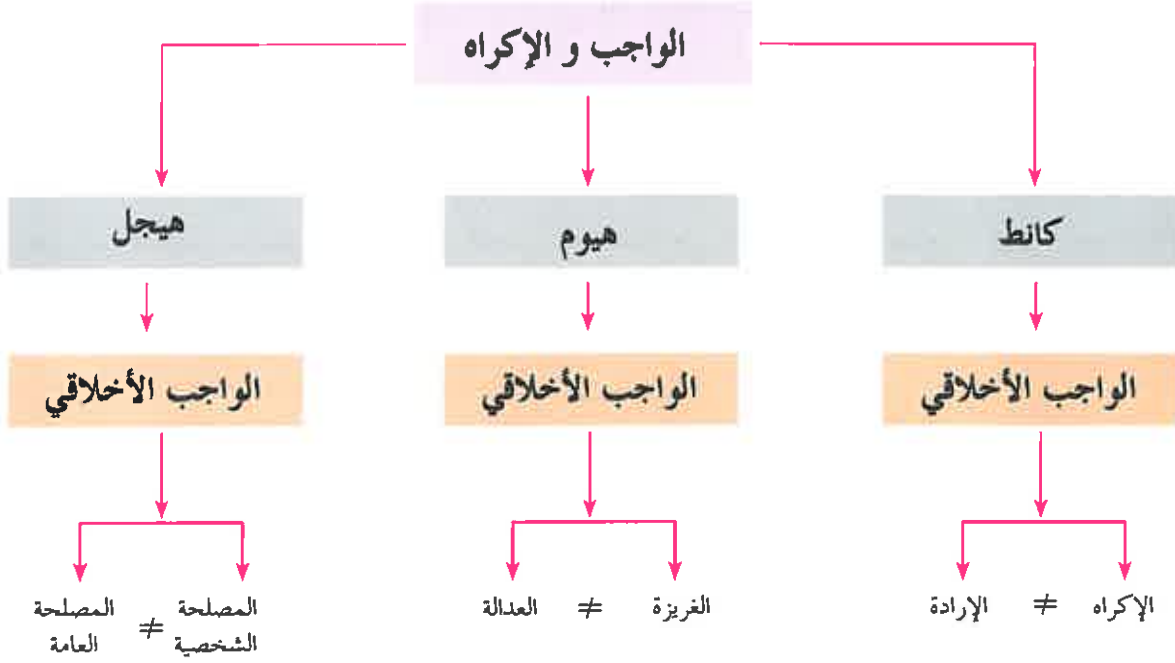 الواجب و الإكراه
كانط
هيوم
هيجل
الواجب الأخلاقي
الواجب الأخلاقي
الواجب الأخلاقي
الإكراه ≠ الإرادة
الغريزة ≠ العدالة
المصلحة الشخصية ≠ المصلحة العامة